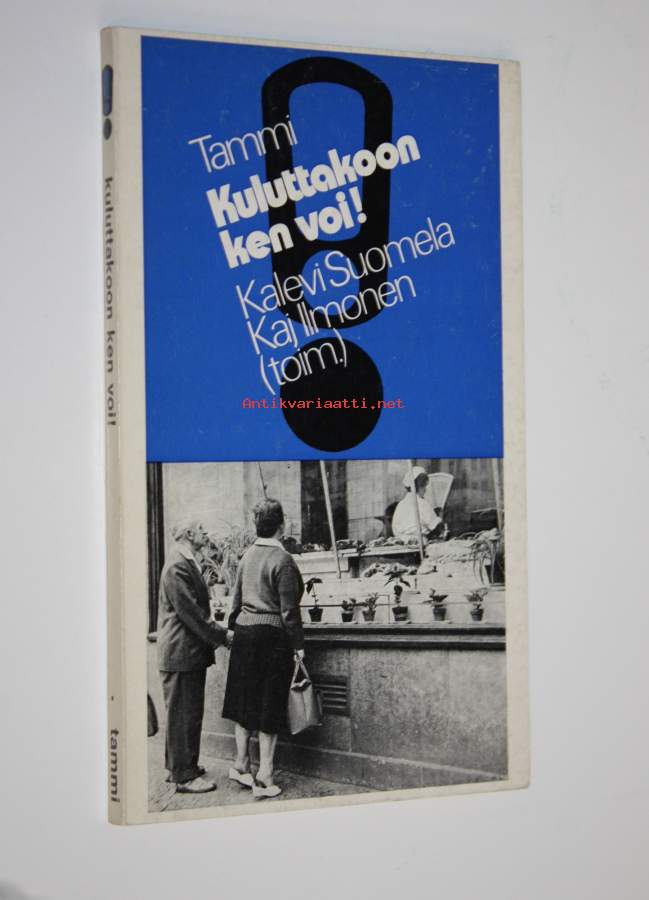 Tammi
Kuluttakoon
ken voi!
Kalevi Suomela
Kaj Ilmonen
(toim.)
Antikvariaatti.net
kuluttakoon ken voi!
tammi